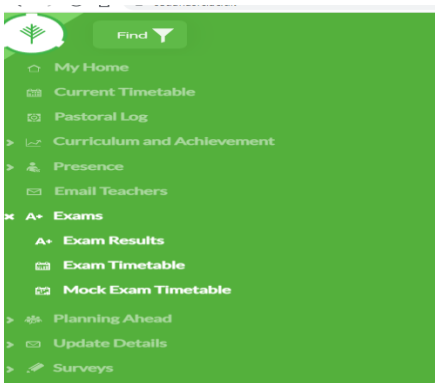 Find
My Home
Current Timetable
Pastoral Log
Curriculum and Achievement
Presence
Email Teachers
A+ Exams
A+ Exam Results
Exam Timetable
Mock Exam Timetable
Planning Ahead
Update Details
Surveys